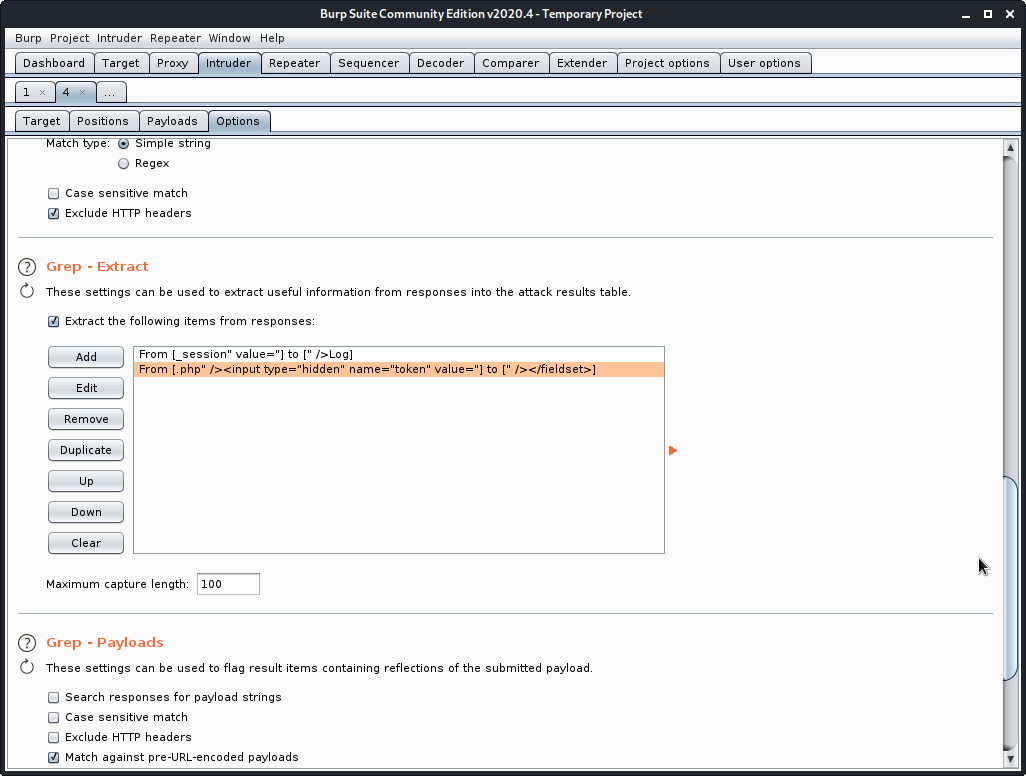 Burp Suite Community Edition v2020.4 - Temporary Project
Burp Project Intruder Repeater Window Help
Dashboard Target Proxy Intruder Repeater Sequencer Decoder Comparer Extender Project options User options
1 × 4 × ...
Target Positions Payloads Options
Match type: Simple string
Regex
Case sensitive match
Exclude HTTP headers
? Grep - Extract
These settings can be used to extract useful information from responses into the attack results table.
Extract the following items from responses:
Add
Edit
Remove
Duplicate
Up
Down
Clear
From [_session" value="] to [" />Log]
From [.php" /><input type="hidden" name="token" value="] to [" /></fieldset>]
Maximum capture length: 100
? Grep - Payloads
These settings can be used to flag result items containing reflections of the submitted payload.
Search responses for payload strings
Case sensitive match
Exclude HTTP headers
Match against pre-URL-encoded payloads